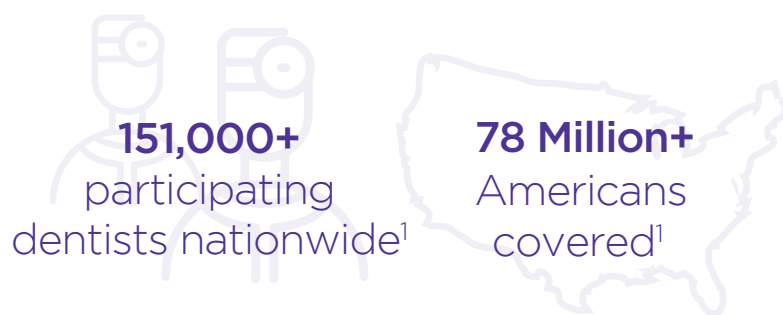 151,000+
participating
dentists nationwide¹
78 Million+
Americans
covered¹